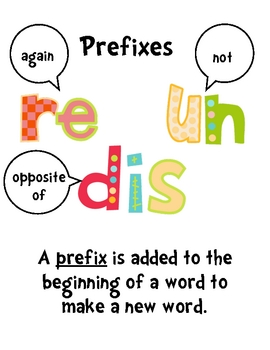 Prefixes
again
not
re
un
opposite
of
dis
A prefix is added to the
beginning of a word to
make a new word.